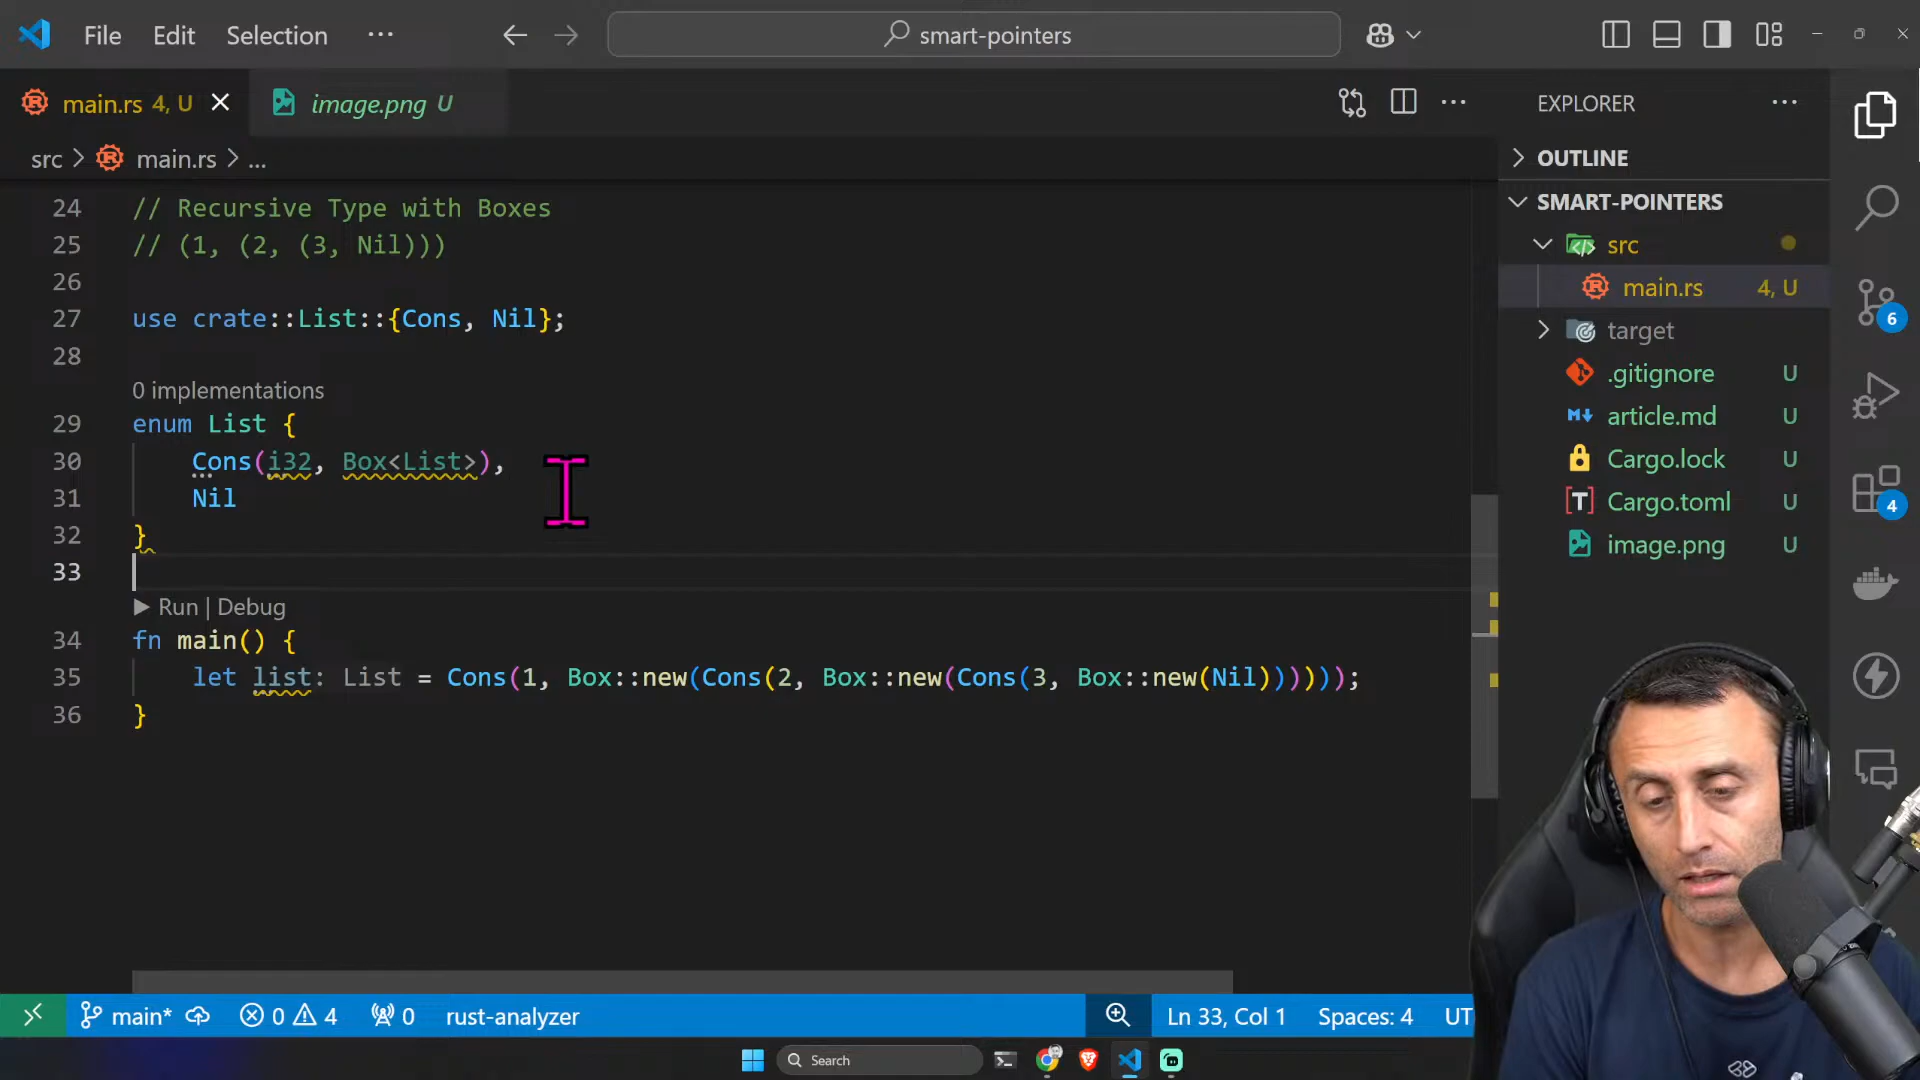 File Edit Selection ··· smart-pointers
main.rs 4, U image.png U
src > main.rs > ...
24 // Recursive Type with Boxes
25 // (1, (2, (3, Nil)))
26
27 use crate::List::{Cons, Nil};
28
0 implementations
29 enum List {
30 Cons(i32, Box<List>),
31 Nil
32 }
33
Run | Debug
34 fn main() {
35 let list: List = Cons(1, Box::new(Cons(2, Box::new(Cons(3, Box::new(Nil))))));
36 }
EXPLORER
OUTLINE
SMART-POINTERS
src
main.rs 4, U
target
.gitignore U
article.md U
Cargo.lock U
Cargo.toml U
image.png U
6
4
main* 0 4 0 rust-analyzer Ln 33, Col 1 Spaces: 4 UT
Search